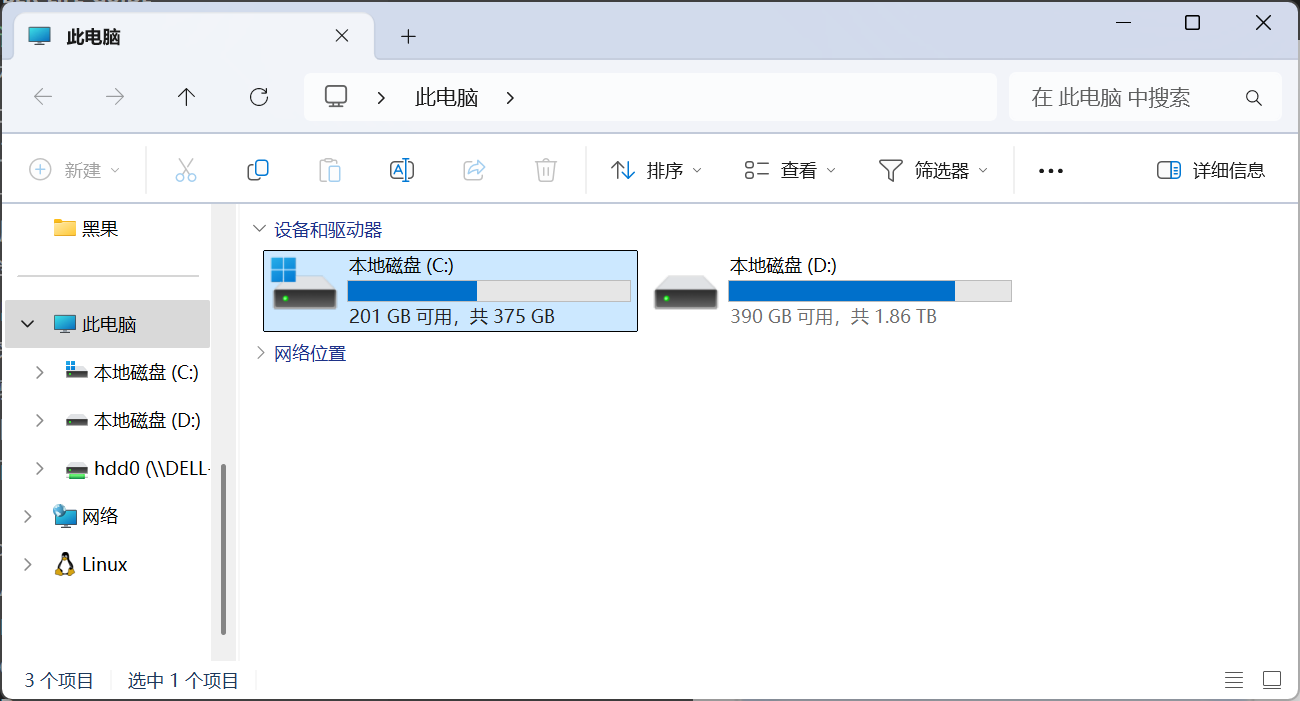 此电脑
此电脑
在 此电脑 中搜索
新建
排序
查看
筛选器
详细信息
黑果
此电脑
本地磁盘 (C:)
本地磁盘 (D:)
hdd0 (\\DELL-
网络
Linux
设备和驱动器
本地磁盘 (C:)
201 GB 可用，共 375 GB
本地磁盘 (D:)
390 GB 可用，共 1.86 TB
网络位置
3 个项目
选中 1 个项目